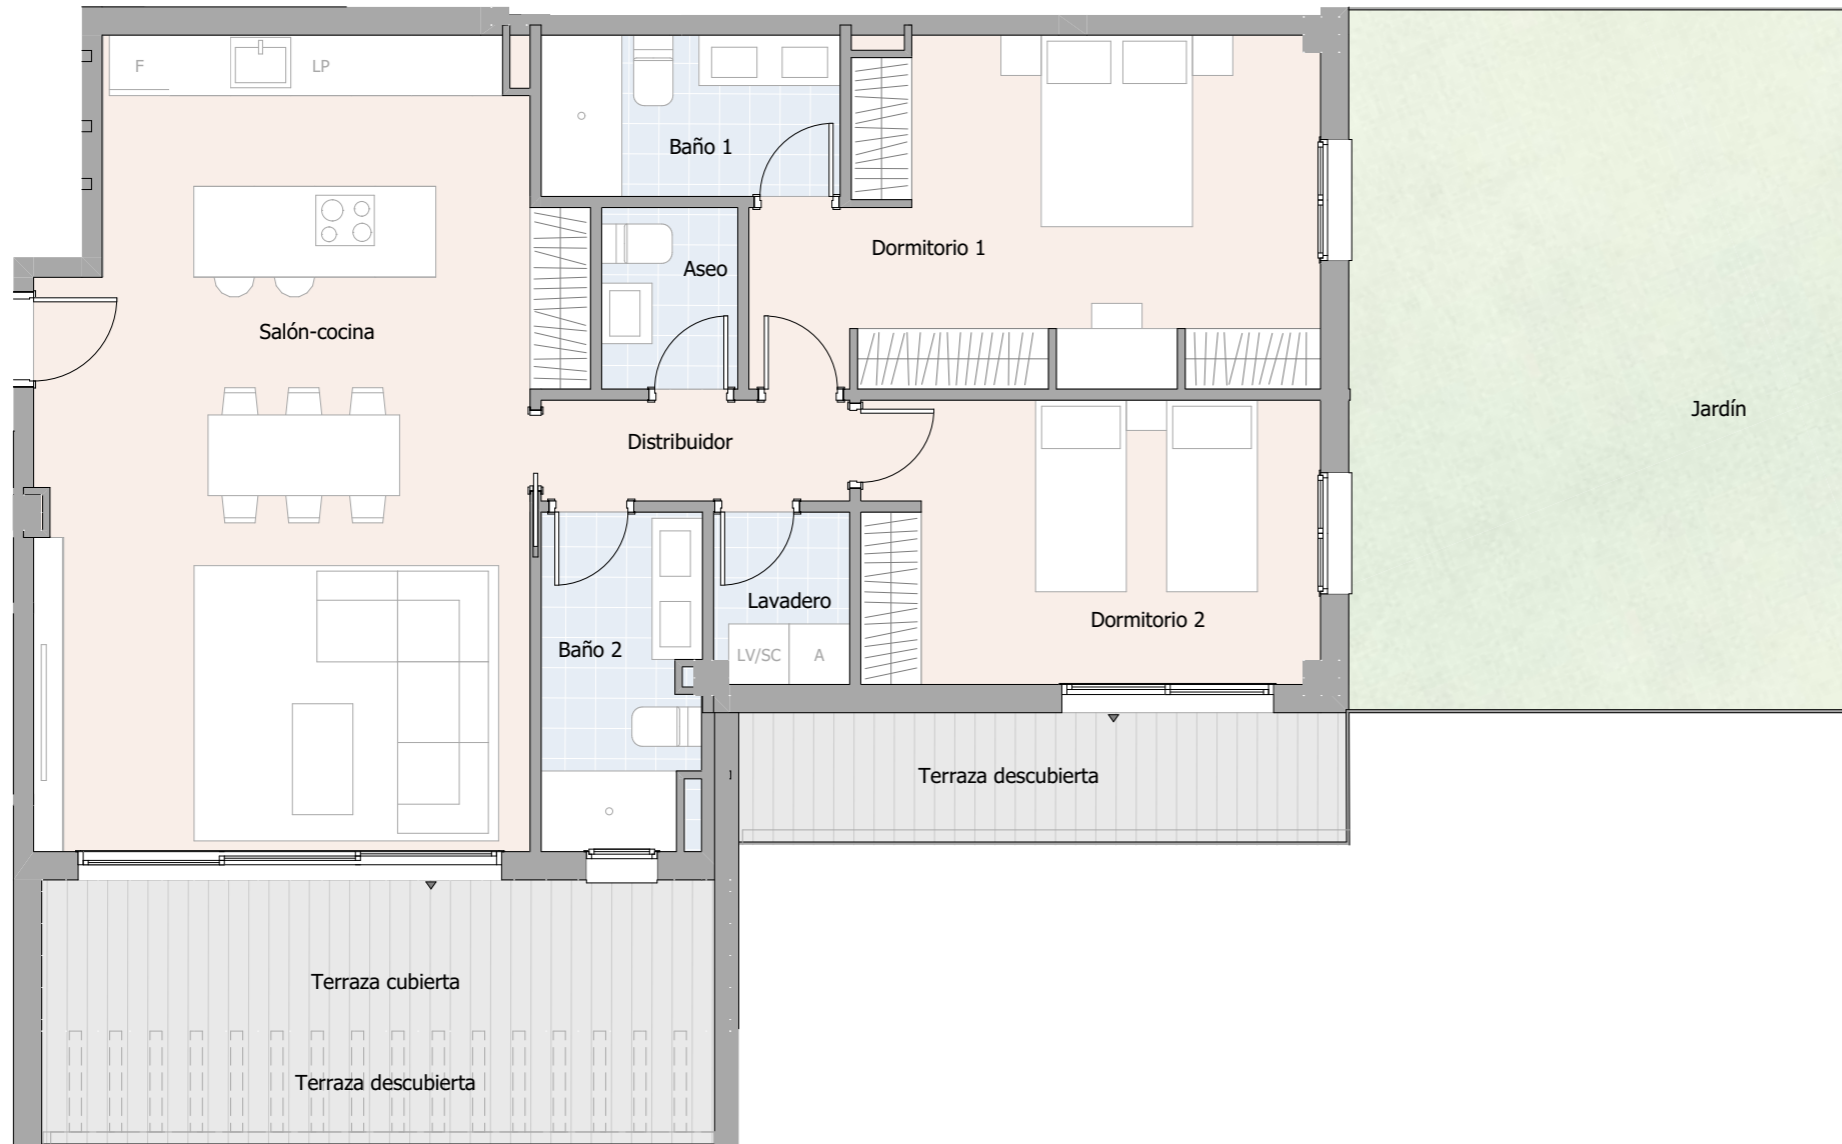 F
LP
Baño 1
Dormitorio 1
Aseo
Salón-cocina
Jardín
Distribuidor
Lavadero
Dormitorio 2
Baño 2
LV/SC
A
Terraza descubierta
Terraza cubierta
Terraza descubierta